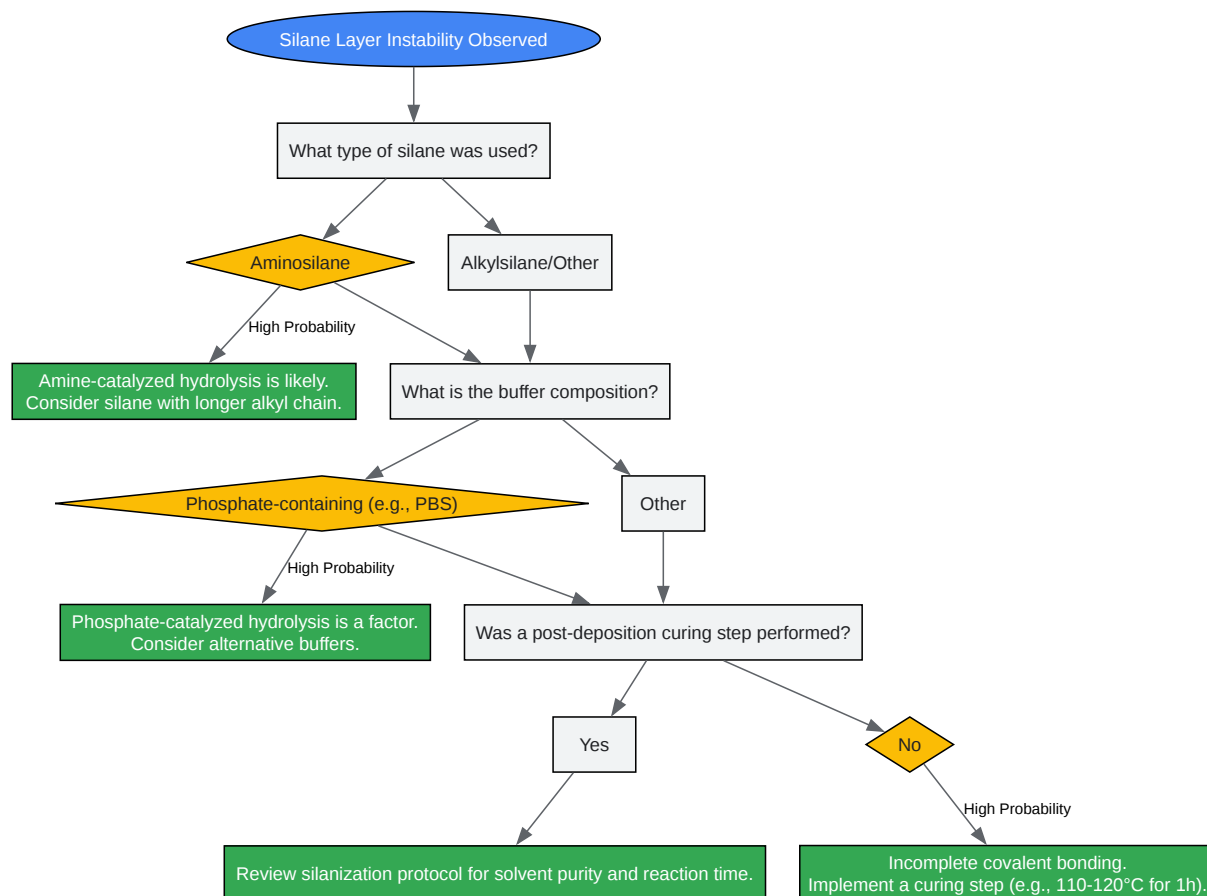 Silane Layer Instability Observed
What type of silane was used?
Aminosilane
Alkylsilane/Other
High Probability
Amine-catalyzed hydrolysis is likely.
Consider silane with longer alkyl chain.
What is the buffer composition?
Phosphate-containing (e.g., PBS)
Other
High Probability
Phosphate-catalyzed hydrolysis is a factor.
Consider alternative buffers.
Was a post-deposition curing step performed?
Yes
No
High Probability
Review silanization protocol for solvent purity and reaction time.
Incomplete covalent bonding.
Implement a curing step (e.g., 110-120°C for 1h).